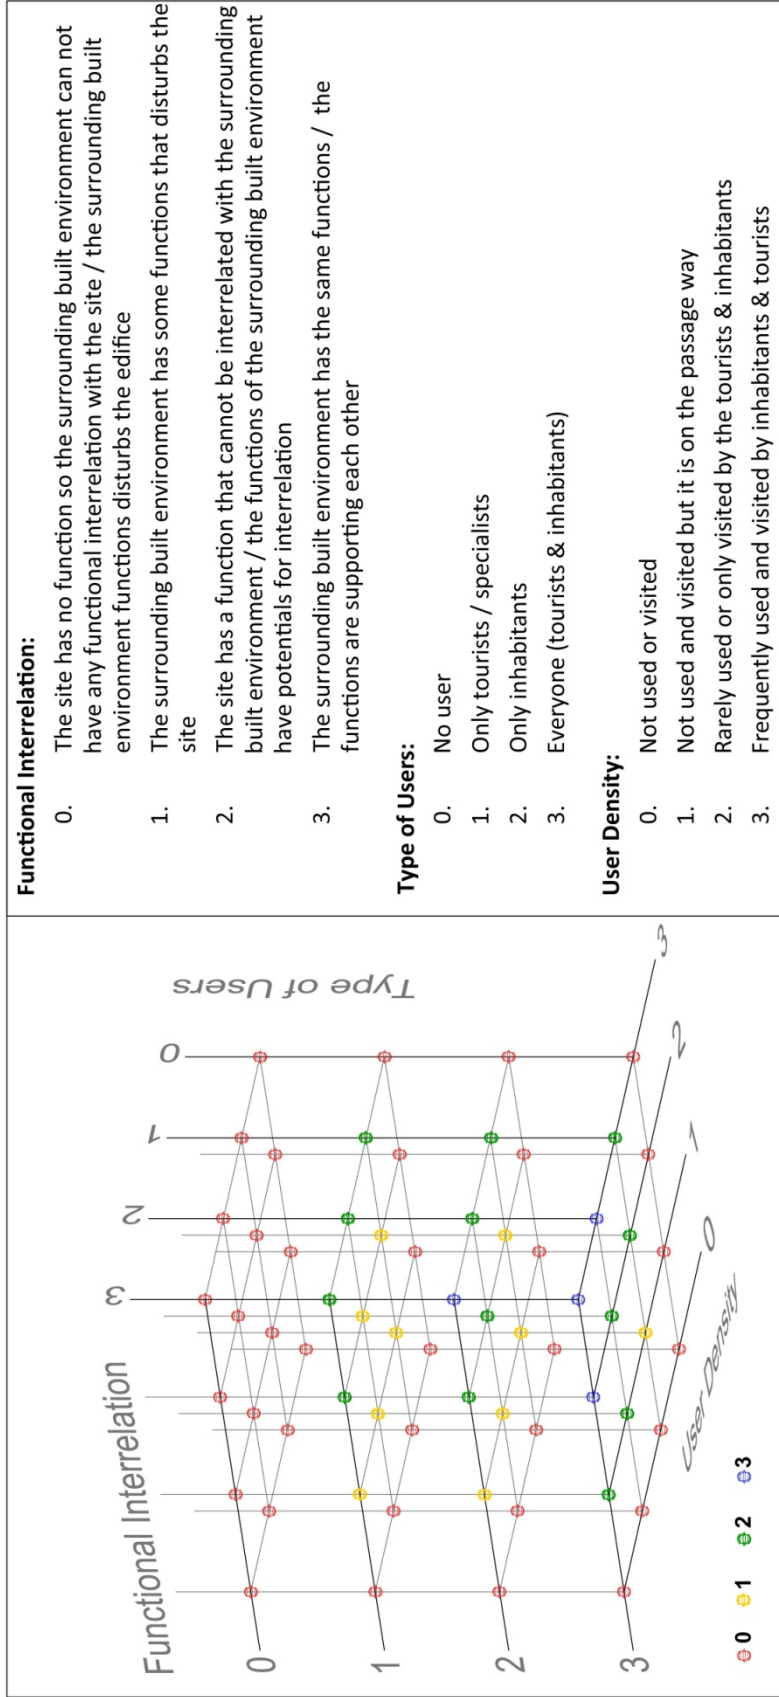 Functional Interrelation
Type of Users
User Density
0
1
2
3
3
2
1
0
0
1
2
3
0 1 2 3
Functional Interrelation:
0. The site has no function so the surrounding built environment can not
have any functional interrelation with the site / the surrounding built
environment functions disturbs the edifice
1. The surrounding built environment has some functions that disturbs the
site
2. The site has a function that cannot be interrelated with the surrounding
built environment / the functions of the surrounding built environment
have potentials for interrelation
3. The surrounding built environment has the same functions / the
functions are supporting each other
Type of Users:
0. No user
1. Only tourists / specialists
2. Only inhabitants
3. Everyone (tourists & inhabitants)
User Density:
0. Not used or visited
1. Not used and visited but it is on the passage way
2. Rarely used or only visited by the tourists & inhabitants
3. Frequently used and visited by inhabitants & tourists